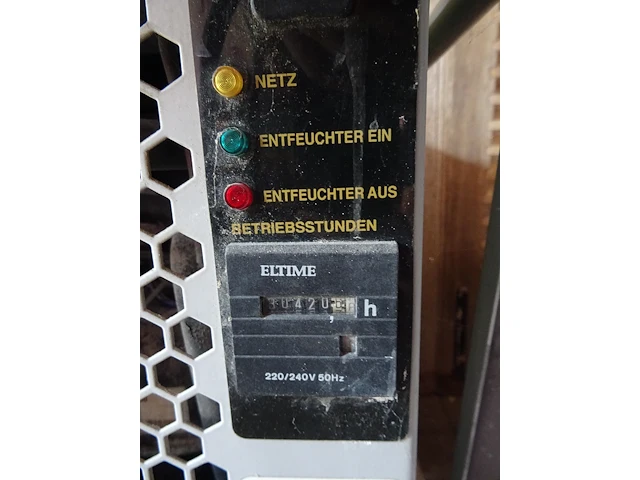 NETZ
ENTFEUCHTER EIN
ENTFEUCHTER AUS
BETRIEBSSTUNDEN
ELTIME
h
220/240V 50Hz